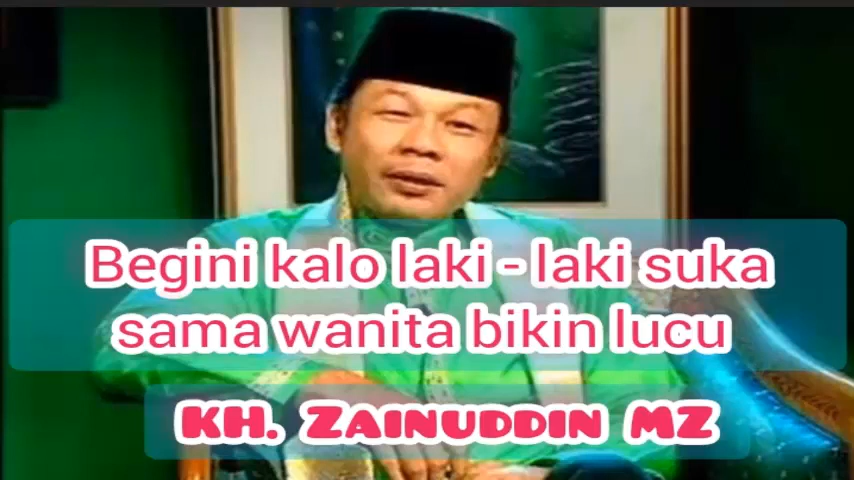 Begini kalo laki - laki suka
sama wanita bikin lucu
KH. ZAINUDDIN MZ